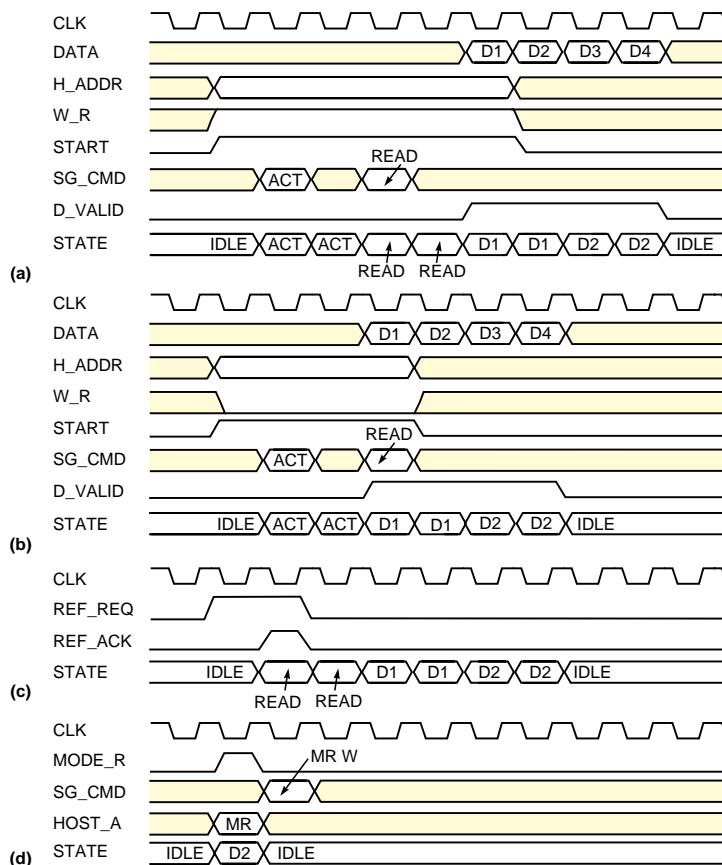 CLK
DATA D1 D2 D3 D4
H_ADDR
W_R
START
READ
SG_CMD ACT
D_VALID
STATE IDLE ACT ACT D1 D1 D2 D2 IDLE
READ READ
(a)
CLK
DATA D1 D2 D3 D4
H_ADDR
W_R
START
READ
SG_CMD ACT
D_VALID
STATE IDLE ACT ACT D1 D1 D2 D2 IDLE
(b)
CLK
REF_REQ
REF_ACK
STATE IDLE D1 D1 D2 D2 IDLE
READ READ
(c)
CLK
MODE_R MR W
SG_CMD
HOST_A MR
STATE IDLE D2 IDLE
(d)